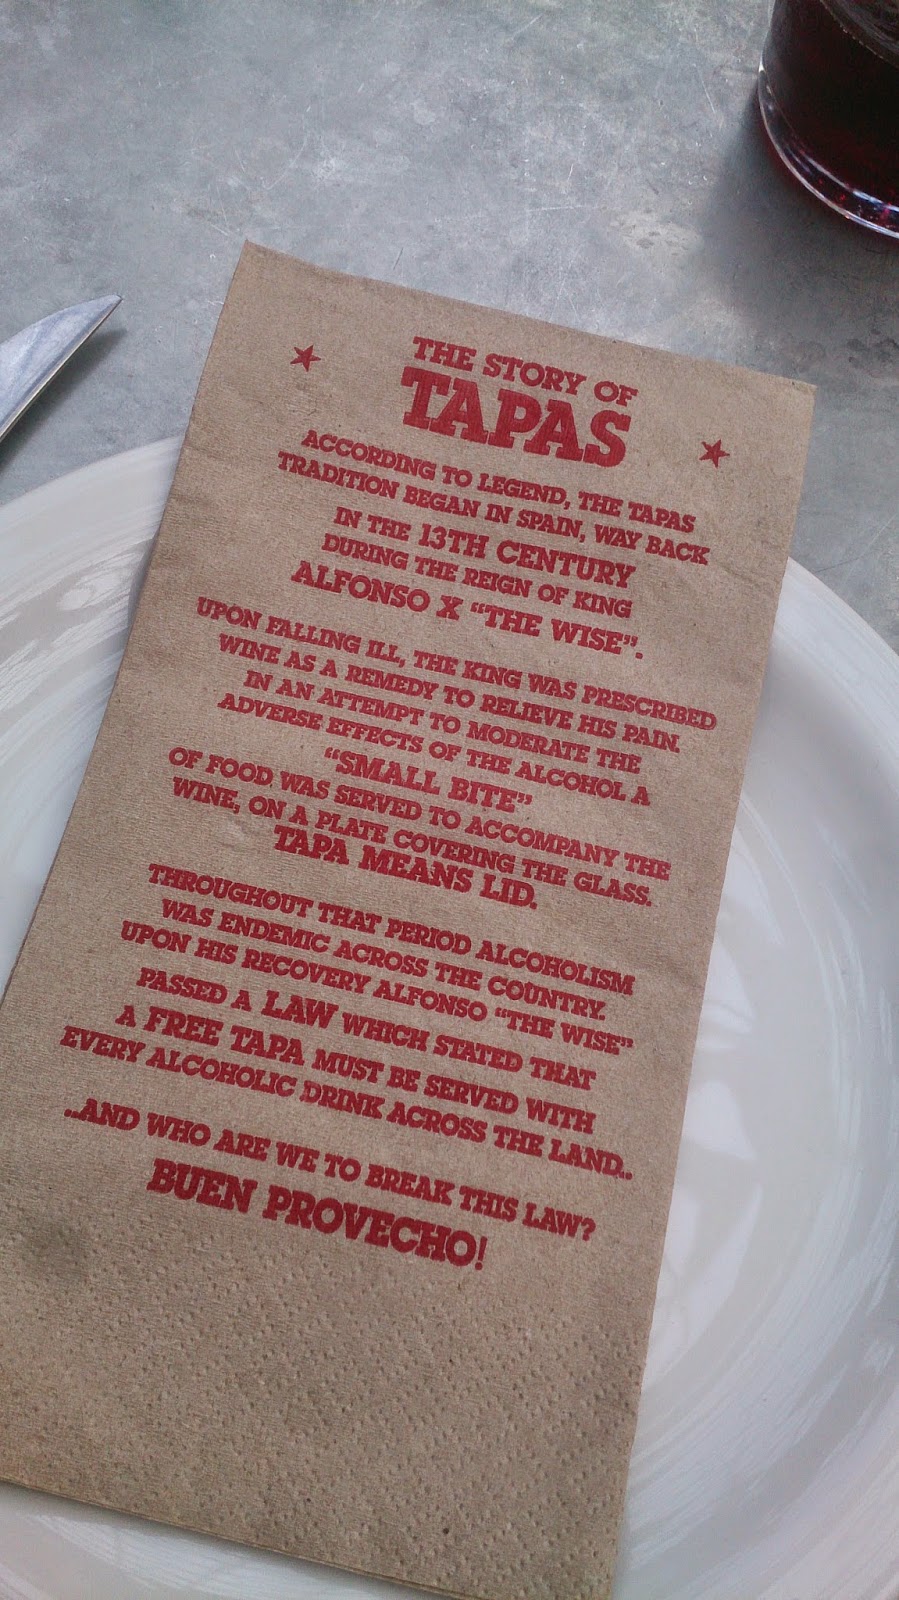 THE STORY OF
TAPAS
ACCORDING TO LEGEND, THE TAPAS
TRADITION BEGAN IN SPAIN, WAY BACK
IN THE 13TH CENTURY
DURING THE REIGN OF KING
ALFONSO X “THE WISE”.
UPON FALLING ILL, THE KING WAS PRESCRIBED
WINE AS A REMEDY TO RELIEVE HIS PAIN.
IN AN ATTEMPT TO MODERATE THE
ADVERSE EFFECTS OF THE ALCOHOL A
“SMALL BITE”
OF FOOD WAS SERVED TO ACCOMPANY THE
WINE, ON A PLATE COVERING THE GLASS.
TAPA MEANS LID.
THROUGHOUT THAT PERIOD ALCOHOLISM
WAS ENDEMIC ACROSS THE COUNTRY.
UPON HIS RECOVERY ALFONSO “THE WISE”
PASSED A LAW WHICH STATED THAT
A FREE TAPA MUST BE SERVED WITH
EVERY ALCOHOLIC DRINK ACROSS THE LAND..
..AND WHO ARE WE TO BREAK THIS LAW?
BUEN PROVECHO!